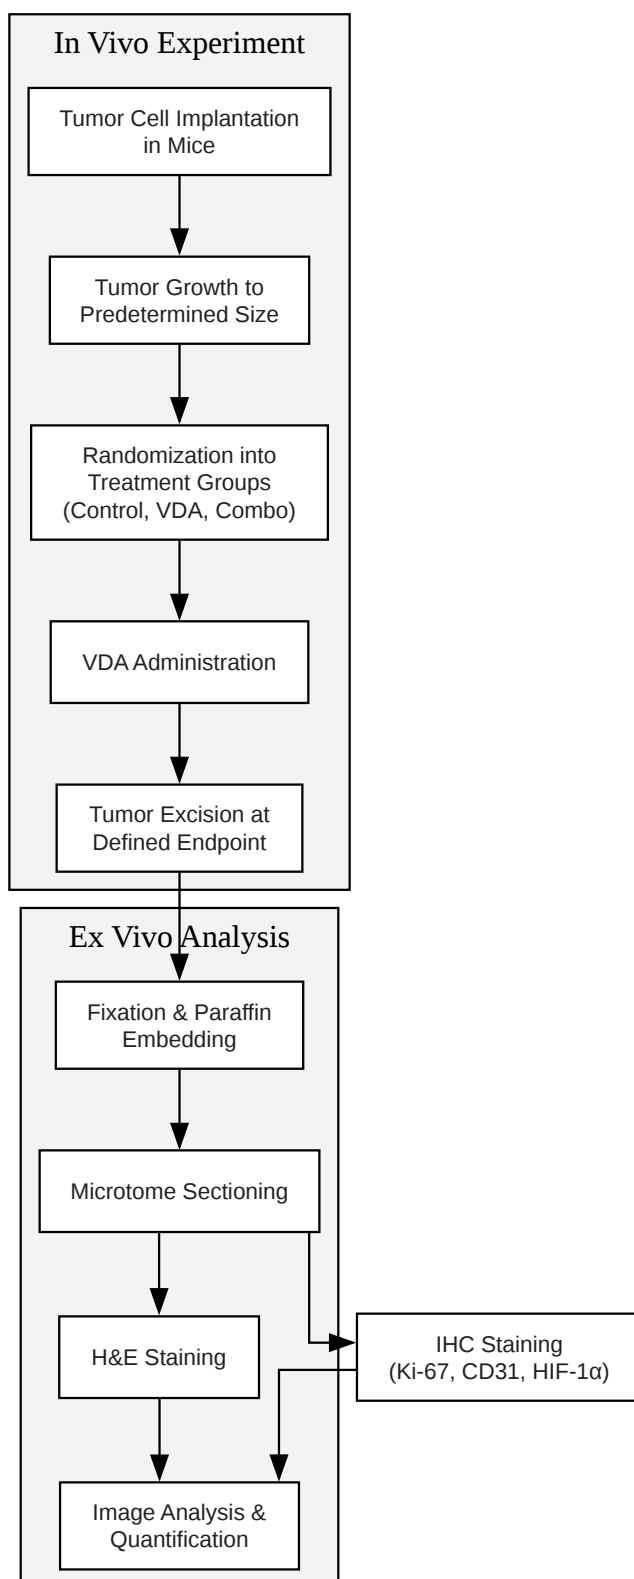 In Vivo Experiment
Tumor Cell Implantation
in Mice
Tumor Growth to
Predetermined Size
Randomization into
Treatment Groups
(Control, VDA, Combo)
VDA Administration
Tumor Excision at
Defined Endpoint
Ex Vivo Analysis
Fixation & Paraffin
Embedding
Microtome Sectioning
H&E Staining
IHC Staining
(Ki-67, CD31, HIF-1α)
Image Analysis &
Quantification